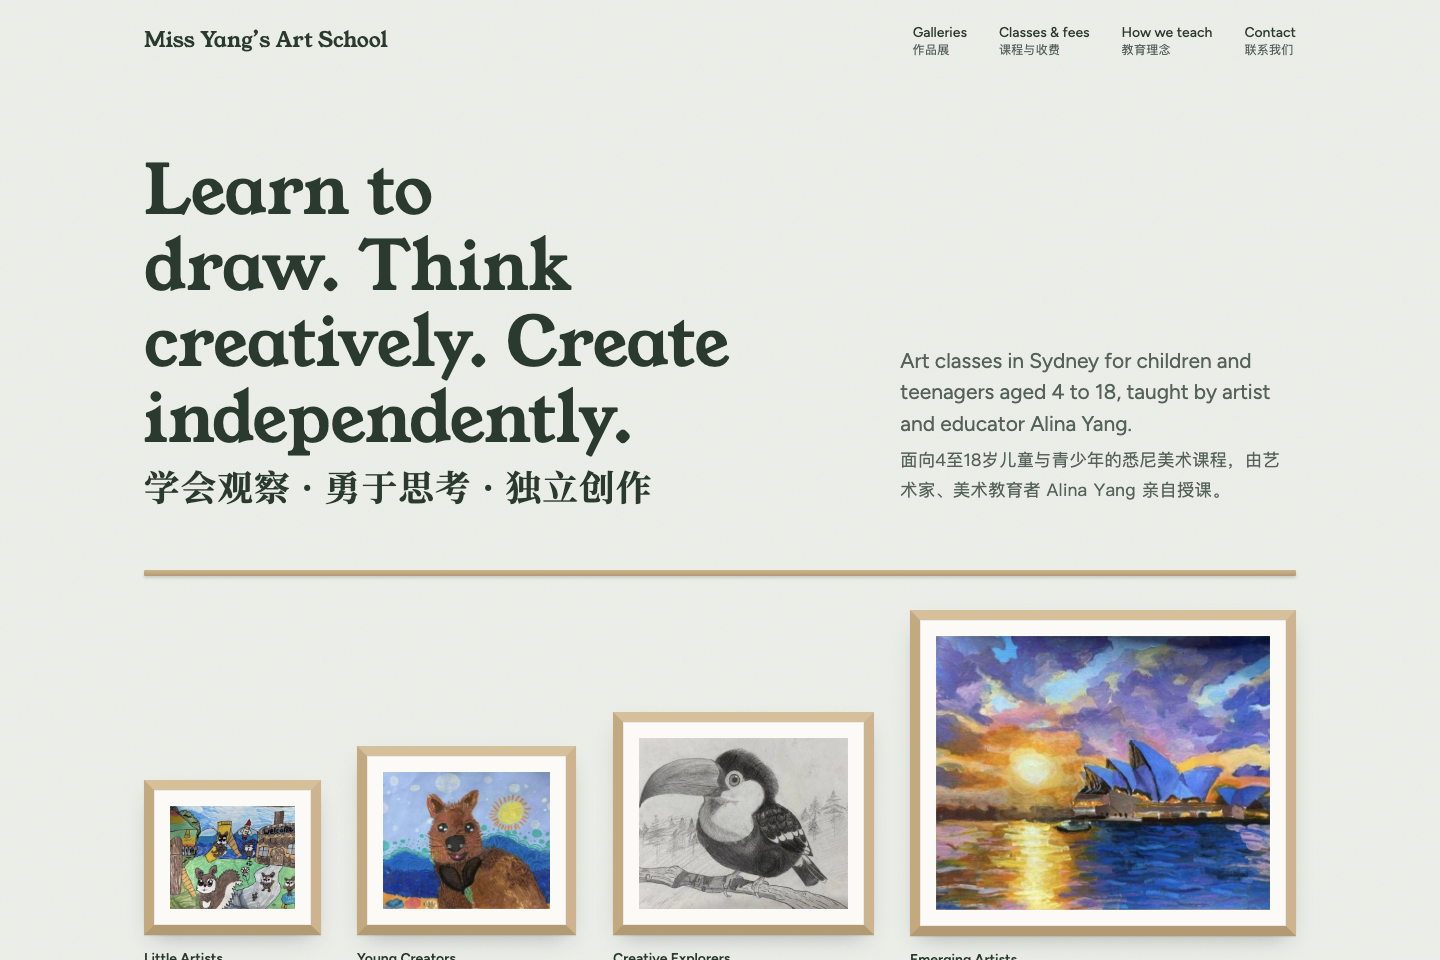 Miss Yang's Art School
Galleries
作品展
Classes & fees
课程与收费
How we teach
教育理念
Contact
联系我们
Learn to
draw. Think
creatively. Create
independently.
学会观察 · 勇于思考 · 独立创作
Art classes in Sydney for children and
teenagers aged 4 to 18, taught by artist
and educator Alina Yang.
面向4至18岁儿童与青少年的悉尼美术课程，由艺
术家、美术教育者 Alina Yang 亲自授课。
Welcome
Little Artists
Young Creators
Creative Explorers
Emerging Artists